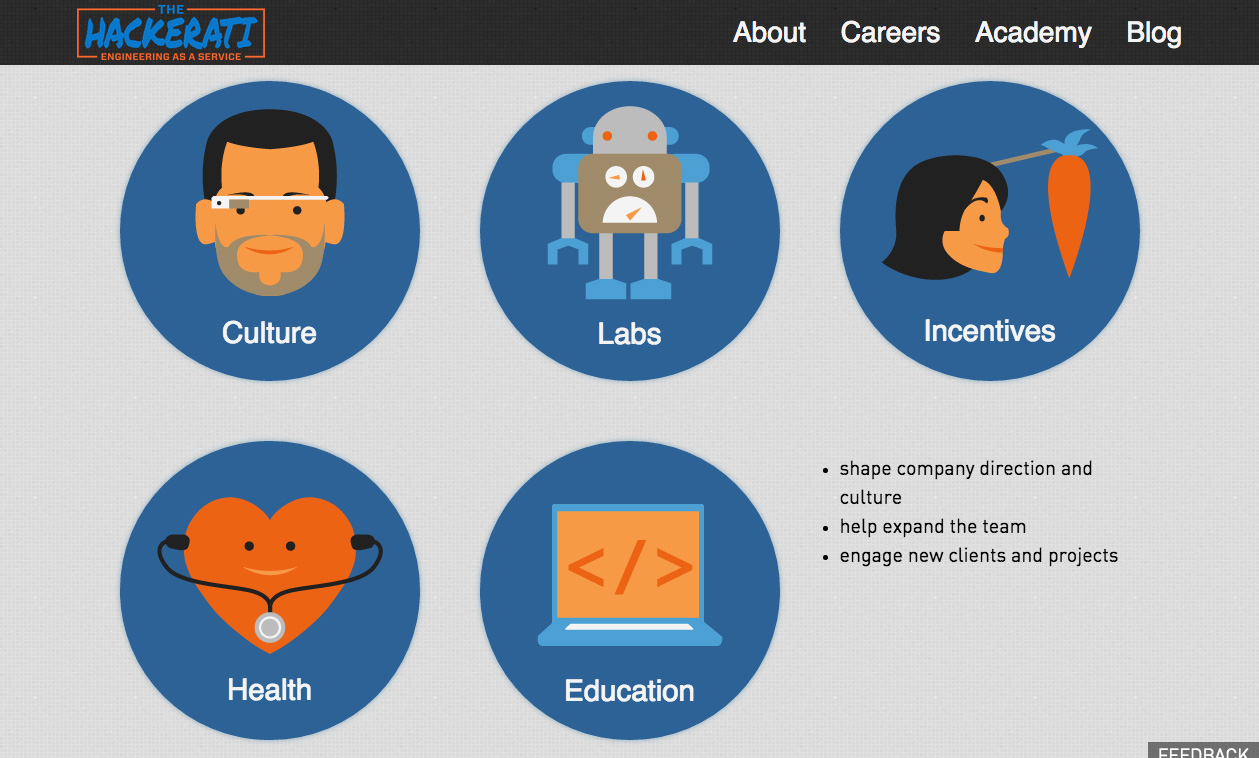 THE
HACKERATI
ENGINEERING AS A SERVICE
About Careers Academy Blog
Culture
Labs
Incentives
• shape company direction and
culture
• help expand the team
• engage new clients and projects
</>
Health
Education
FEEDBACK